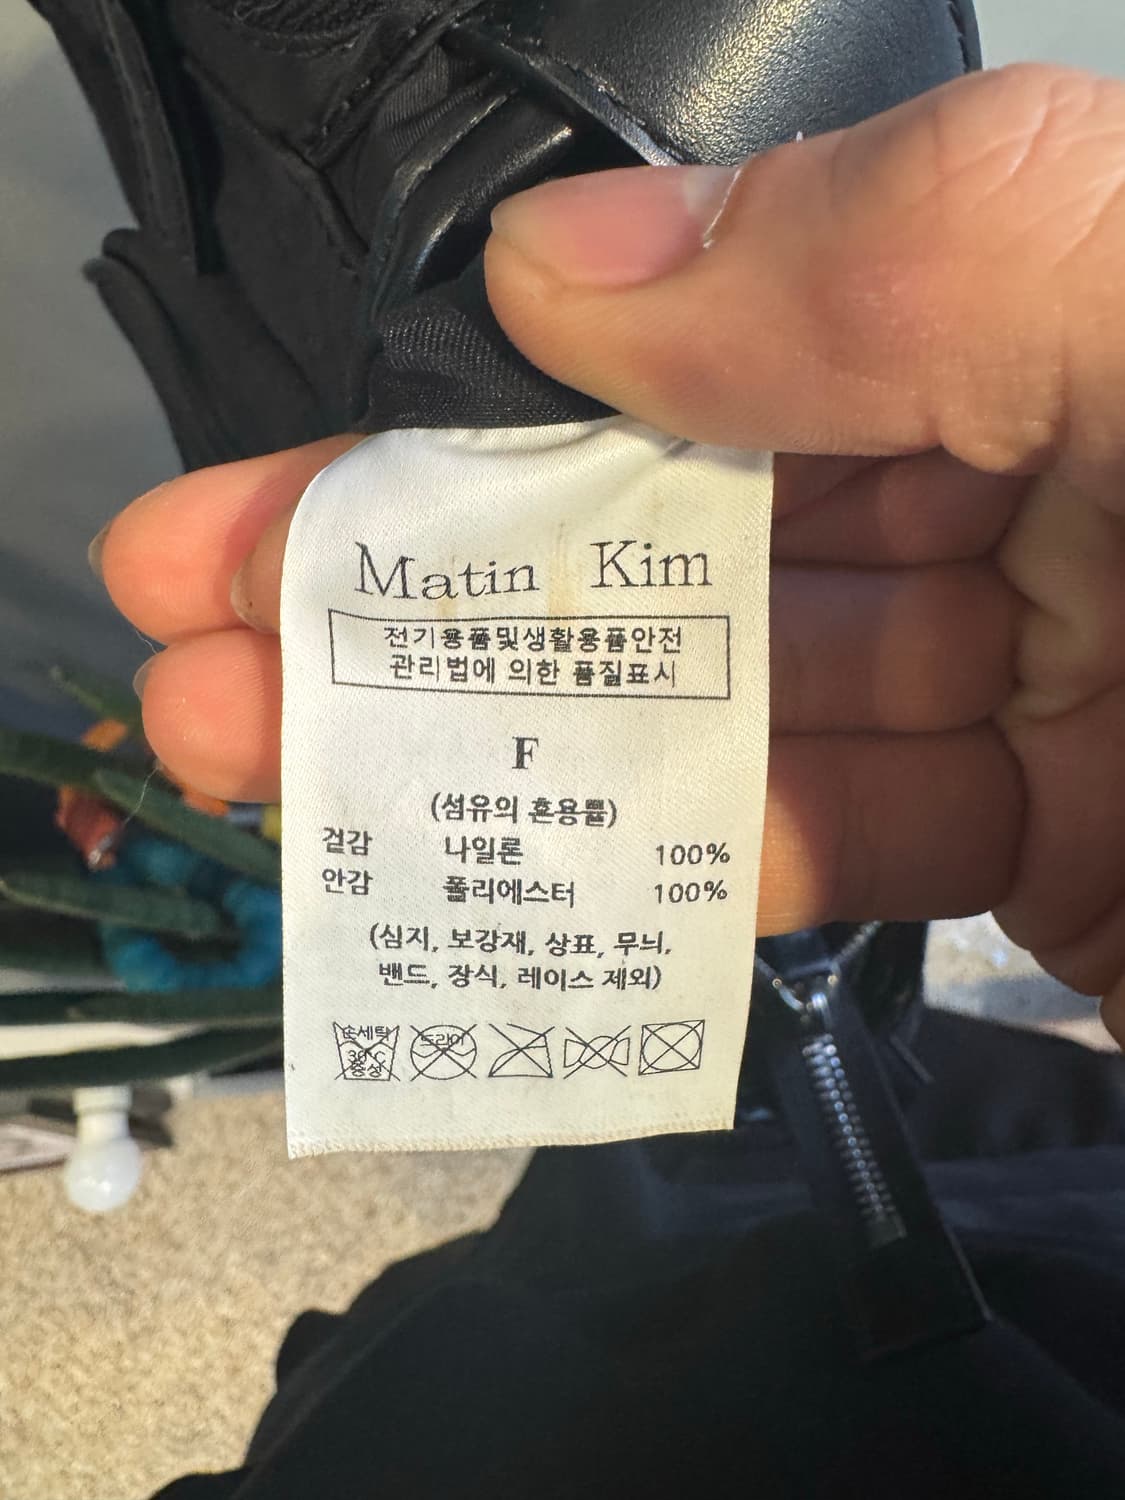 Matin Kim
전기용품및생활용품안전
관리법에 의한 품질표시
F
(섬유의 혼용률)
겉감 나일론 100%
안감 폴리에스터 100%
(심지, 보강재, 상표, 무늬,
밴드, 장식, 레이스 제외)
손세탁 드라이
30°C
중성